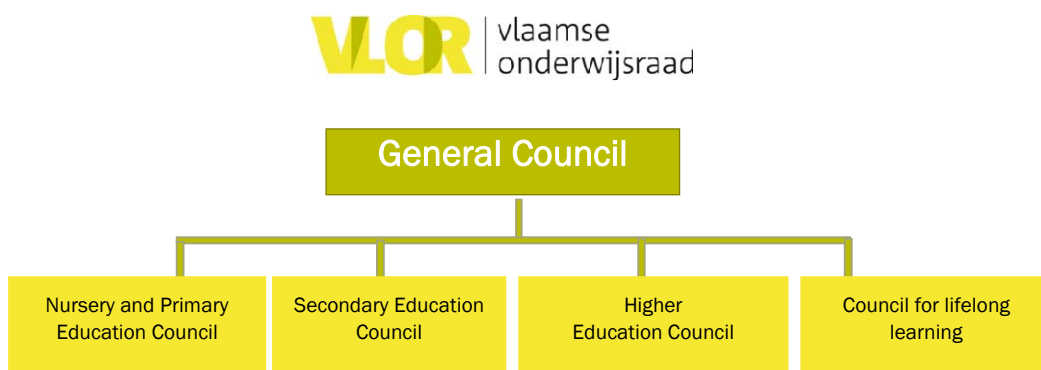 VLOR
vlaamse
onderwijsraad
General Council
Nursery and Primary
Education Council
Secondary Education
Council
Higher
Education Council
Council for lifelong
learning